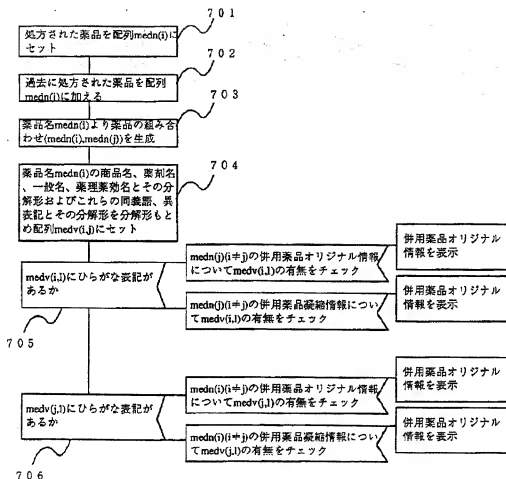 701
処方された薬品を配列medn(i)に
セット
702
過去に処方された薬品を配列
medn(i)に加える
703
薬品名medn(i)より薬品の組み合
わせ(medn(i),medn(j))を生成
704
薬品名medn(i)の商品名、薬剤名
、一般名、薬理薬効名とその分
解形およびこれらの同義語、異
表記とその分解形を分解形もと
め配列medv(i,j)にセット
medv(i,l)にひらがな表記が
あるか
705
medn(j)(i≠j)の併用薬品オリジナル情報
についてmedv(i,l)の有無をチェック
併用薬品オリジナル
情報を表示
medn(j)(i≠j)の併用薬品凝縮情報につい
てmedv(i,l)の有無をチェック
併用薬品オリジナル
情報を表示
medv(j,l)にひらがな表記が
あるか
706
medn(i)(i≠j)の併用薬品オリジナル情報
についてmedv(j,l)の有無をチェック
併用薬品オリジナル
情報を表示
medn(i)(i≠j)の併用薬品凝縮情報につい
てmedv(j,l)の有無をチェック
併用薬品オリジナル
情報を表示